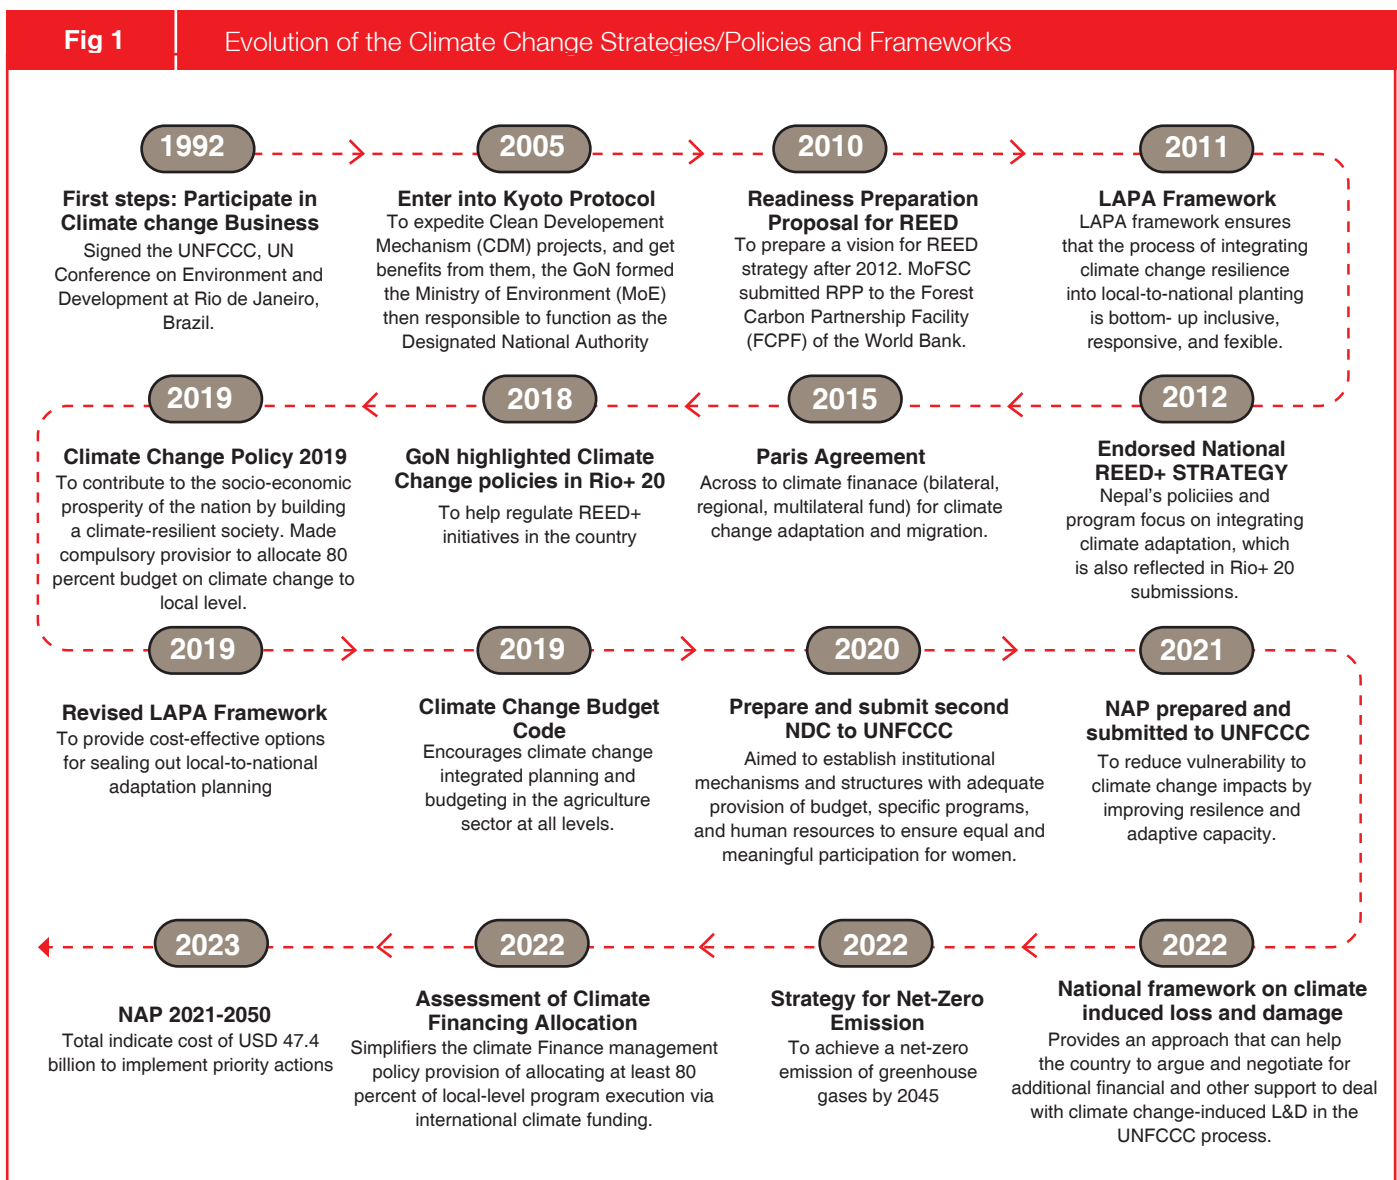 Fig 1
Evolution of the Climate Change Strategies/Policies and Frameworks
1992
First steps: Participate in
Climate change Business
Signed the UNFCCC, UN
Conference on Environment and
Development at Rio de Janeiro,
Brazil.
2005
Enter into Kyoto Protocol
To expedite Clean Developement
Mechanism (CDM) projects, and get
benefits from them, the GoN formed
the Ministry of Environment (MoE)
then responsible to function as the
Designated National Authority
2010
Readiness Preparation
Proposal for REED
To prepare a vision for REED
strategy after 2012. MoFSC
submitted RPP to the Forest
Carbon Partnership Facility
(FCPF) of the World Bank.
2011
LAPA Framework
LAPA framework ensures
that the process of integrating
climate change resilience
into local-to-national planting
is bottom- up inclusive,
responsive, and fexible.
2019
Climate Change Policy 2019
To contribute to the socio-economic
prosperity of the nation by building
a climate-resilient society. Made
compulsory provisior to allocate 80
percent budget on climate change to
local level.
2018
GoN highlighted Climate
Change policies in Rio+ 20
To help regulate REED+
initiatives in the country
2015
Paris Agreement
Across to climate finanace (bilateral,
regional, multilateral fund) for climate
change adaptation and migration.
2012
Endorsed National
REED+ STRATEGY
Nepal's policiies and
program focus on integrating
climate adaptation, which
is also reflected in Rio+ 20
submissions.
2019
Revised LAPA Framework
To provide cost-effective options
for sealing out local-to-national
adaptation planning
2019
Climate Change Budget
Code
Encourages climate change
integrated planning and
budgeting in the agriculture
sector at all levels.
2020
Prepare and submit second
NDC to UNFCCC
Aimed to establish institutional
mechanisms and structures with adequate
provision of budget, specific programs,
and human resources to ensure equal and
meaningful participation for women.
2021
NAP prepared and
submitted to UNFCCC
To reduce vulnerability to
climate change impacts by
improving resilence and
adaptive capacity.
2023
NAP 2021-2050
Total indicate cost of USD 47.4
billion to implement priority actions
2022
Assessment of Climate
Financing Allocation
Simplifiers the climate Finance management
policy provision of allocating at least 80
percent of local-level program execution via
international climate funding.
2022
Strategy for Net-Zero
Emission
To achieve a net-zero
emission of greenhouse
gases by 2045
2022
National framework on climate
induced loss and damage
Provides an approach that can help
the country to argue and negotiate for
additional financial and other support to deal
with climate change-induced L&D in the
UNFCCC process.